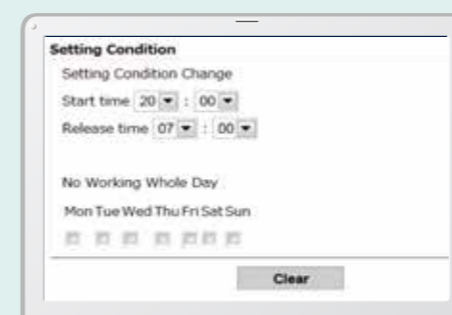 Setting Condition
Setting Condition Change
Start time 20 : 00
Release time 07 : 00
No Working Whole Day
Mon Tue Wed Thu Fri Sat Sun
Clear